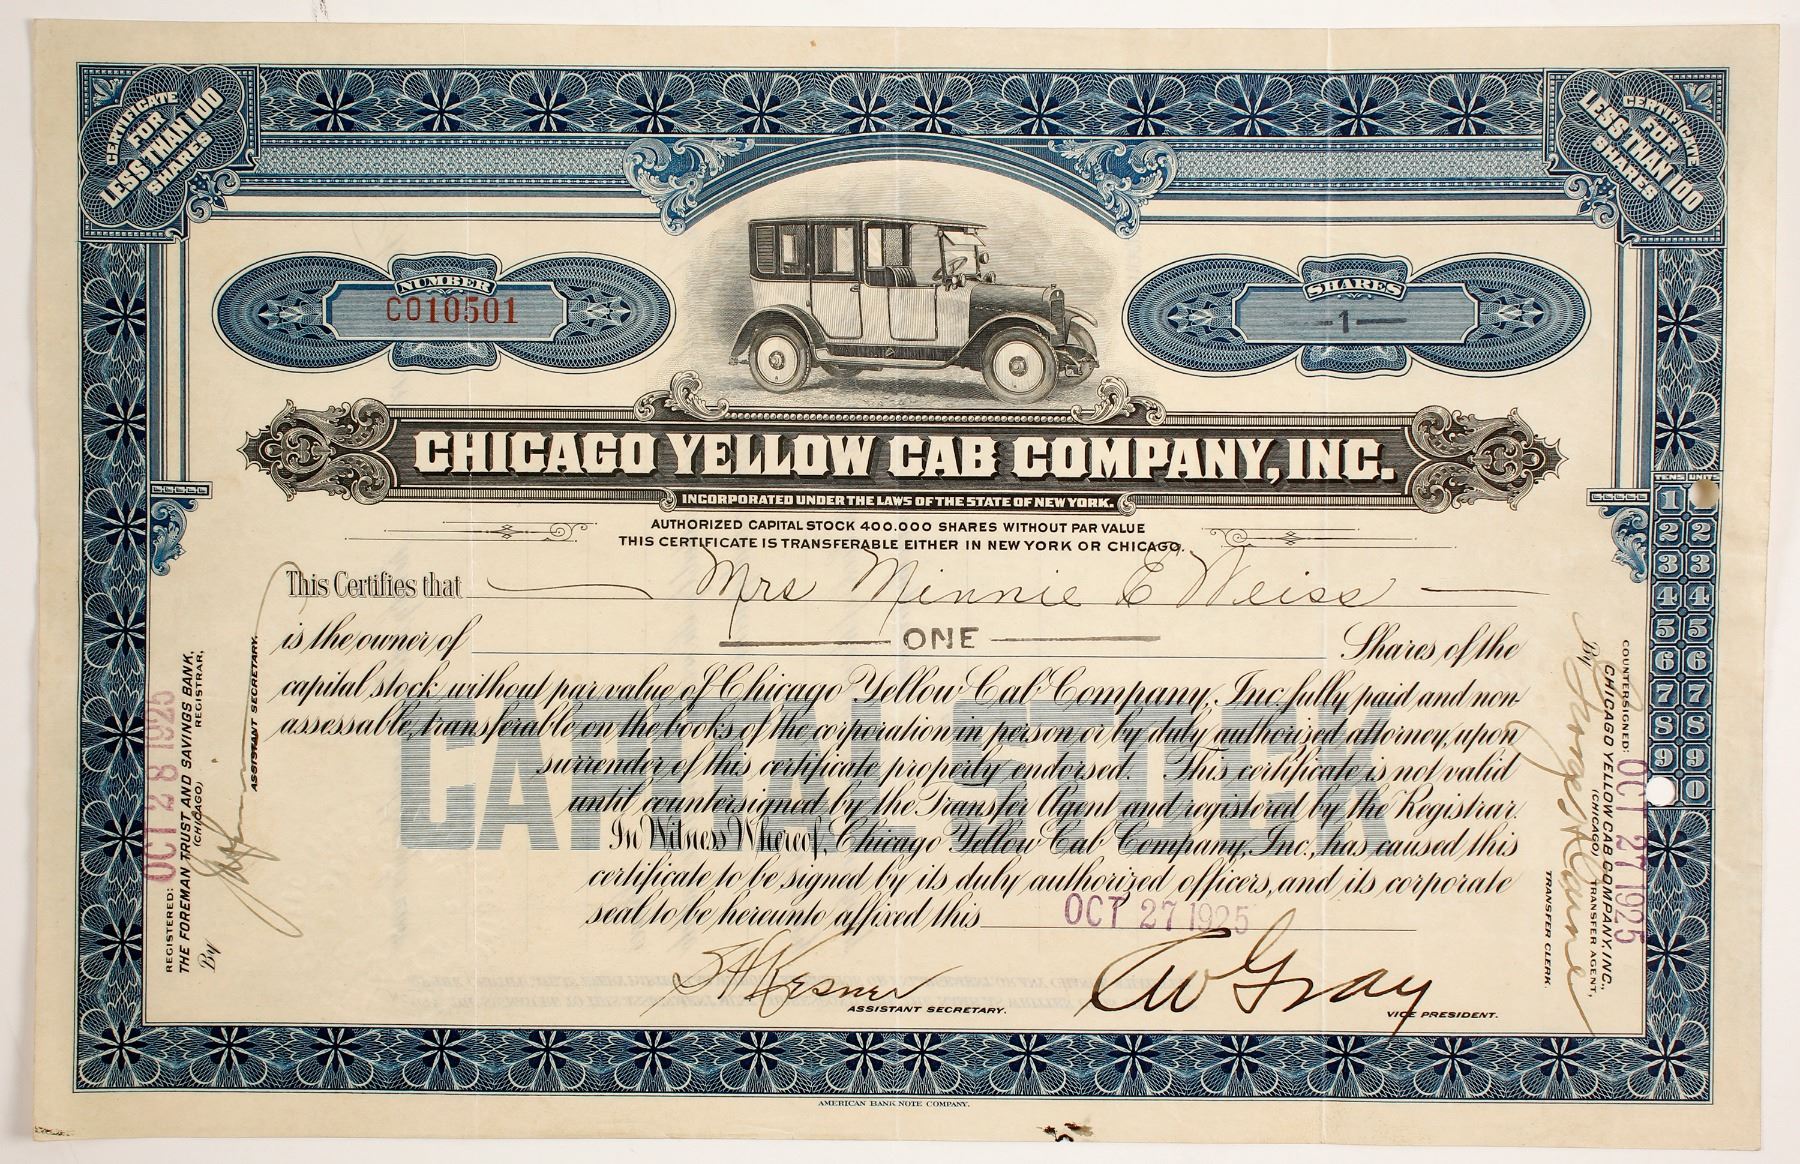 CERTIFICATE
FOR
LESS THAN 100
SHARES
CERTIFICATE
FOR
LESS THAN 100
SHARES
NUMBER
CO10501
SHARES
1
CHICAGO YELLOW CAB COMPANY, INC.
INCORPORATED UNDER THE LAWS OF THE STATE OF NEW YORK.
AUTHORIZED CAPITAL STOCK 400.000 SHARES WITHOUT PAR VALUE
THIS CERTIFICATE IS TRANSFERABLE EITHER IN NEW YORK OR CHICAGO.
This Certifies that Mrs Minnie E Weiss
is the owner of ONE Shares of the
capital stock without par value of Chicago Yellow Cab Company, Inc. fully paid and non-
assessable, transferable on the books of the corporation in person or by duly authorized attorney, upon
surrender of this certificate properly endorsed. This certificate is not valid
until countersigned by the Transfer Agent and registered by the Registrar.
In Witness Whereof, Chicago Yellow Cab Company, Inc., has caused this
certificate to be signed by its duly authorized officers, and its corporate
seal to be hereunto affixed this OCT 27 1925
CAPITAL STOCK
S H Kesner
ASSISTANT SECRETARY.
C W Gray
VICE PRESIDENT.
REGISTERED: OCT 28 1925
THE FOREMAN TRUST AND SAVINGS BANK,
(CHICAGO) REGISTRAR,
By
ASSISTANT SECRETARY.
COUNTERSIGNED: OCT 27 1925
CHICAGO YELLOW CAB COMPANY, INC.,
(CHICAGO) TRANSFER AGENT,
By
TRANSFER CLERK.
TENS UNITS
1
2 2
3 3
4 4
5 5
6 6
7 7
8 8
9 9
0
AMERICAN BANK NOTE COMPANY.